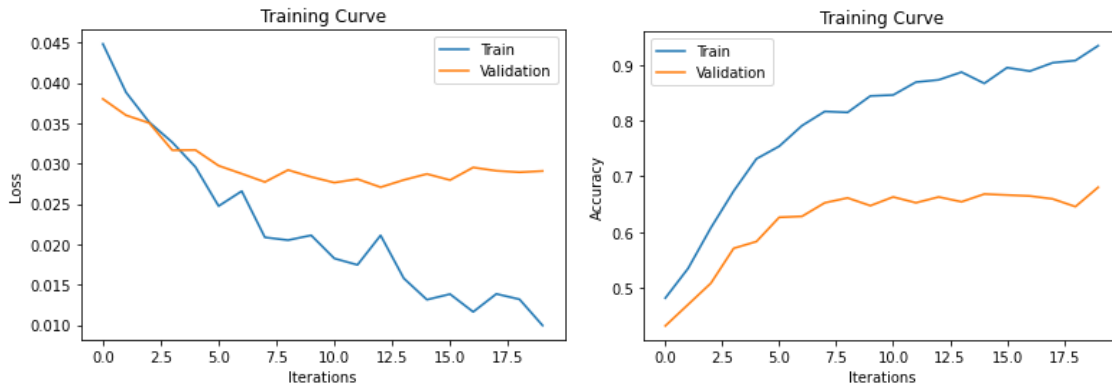 Training Curve
Train
Validation
0.045
0.040
0.035
0.030
0.025
0.020
0.015
0.010
Loss
0.0 2.5 5.0 7.5 10.0 12.5 15.0 17.5
Iterations
Training Curve
Train
Validation
0.9
0.8
0.7
0.6
0.5
Accuracy
0.0 2.5 5.0 7.5 10.0 12.5 15.0 17.5
Iterations